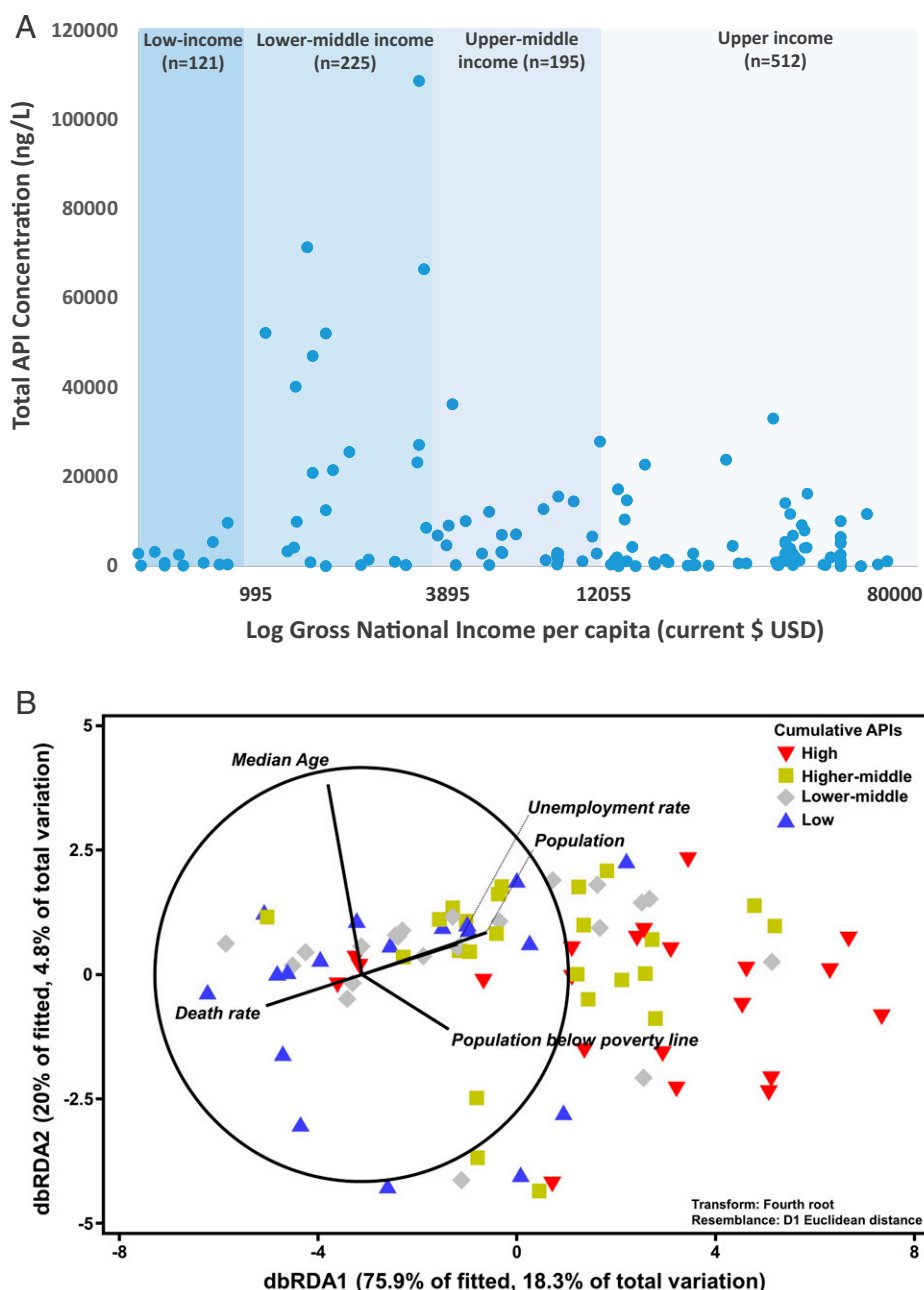 A
Total API Concentration (ng/L)
120000
100000
80000
60000
40000
20000
0
Low-income
(n=121)
Lower-middle income
(n=225)
Upper-middle
income (n=195)
Upper income
(n=512)
995
3895
12055
80000
Log Gross National Income per capita (current $ USD)
B
dbRDA2 (20% of fitted, 4.8% of total variation)
5
2.5
0
-2.5
-5
Median Age
Unemployment rate
Population
Death rate
Population below poverty line
Cumulative APIs
High
Higher-middle
Lower-middle
Low
Transform: Fourth root
Resemblance: D1 Euclidean distance
-8
-4
0
4
8
dbRDA1 (75.9% of fitted, 18.3% of total variation)